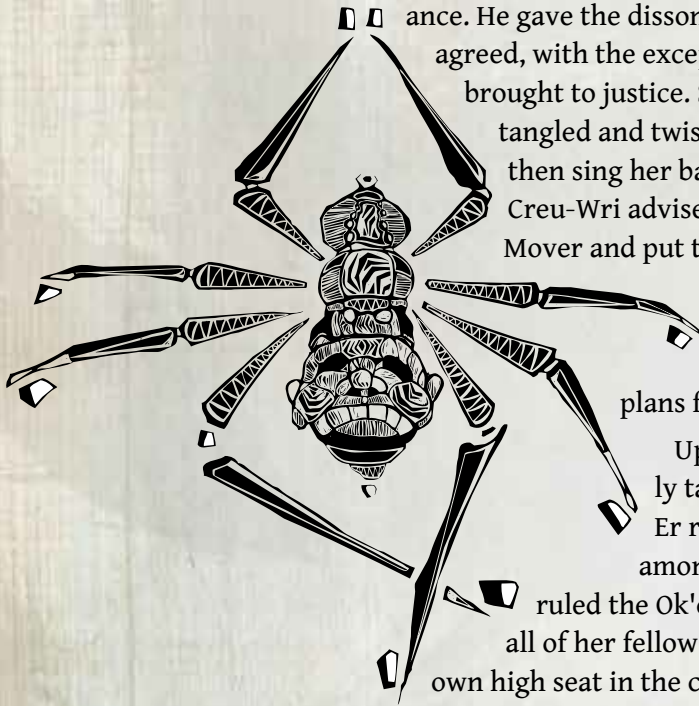 ance. He gave the disson
agreed, with the exce
brought to justice.
tangled and twis
then sing her ba
Creu-Wri advise
Mover and put t
plans f
Up
ly ta
Er r
amor
ruled the Ok'
all of her fellow
own high seat in the c